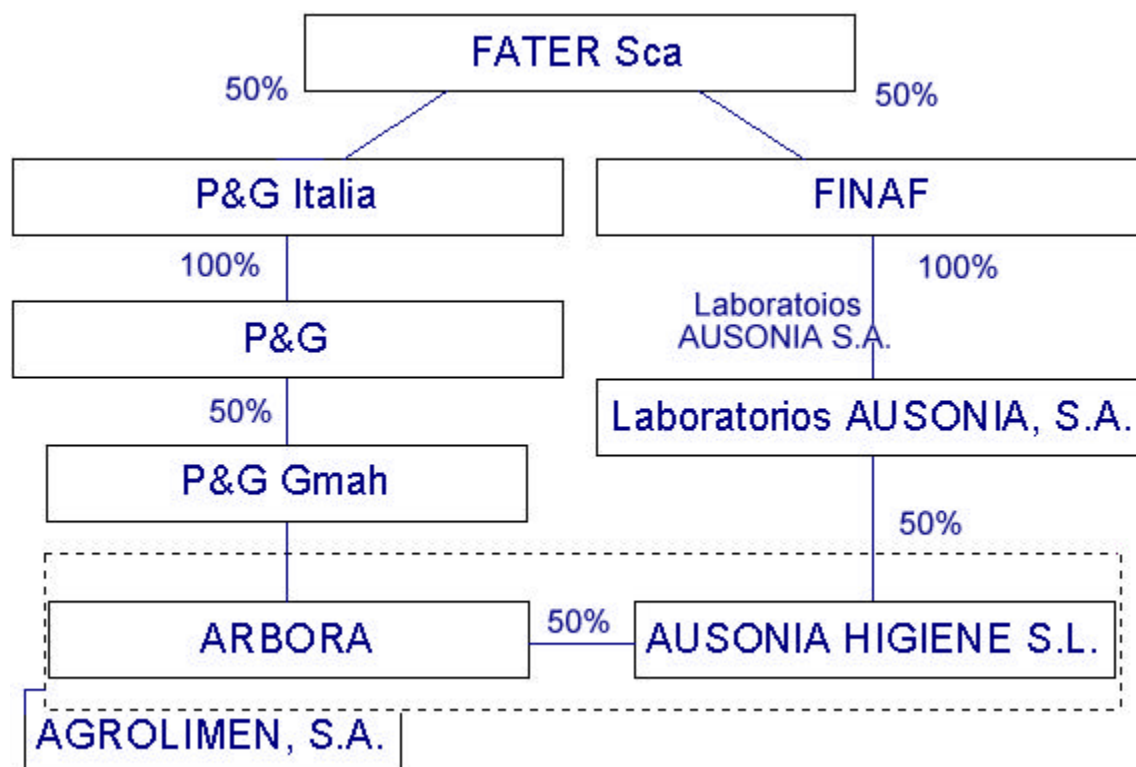 FATER Sca
50%
50%
P&G Italia
FINAF
100%
100%
Laboratoios
AUSONIA S.A.
P&G
50%
Laboratorios AUSONIA, S.A.
P&G Gmah
50%
ARBORA
50%
AUSONIA HIGIENE S.L.
AGROLIMEN, S.A.